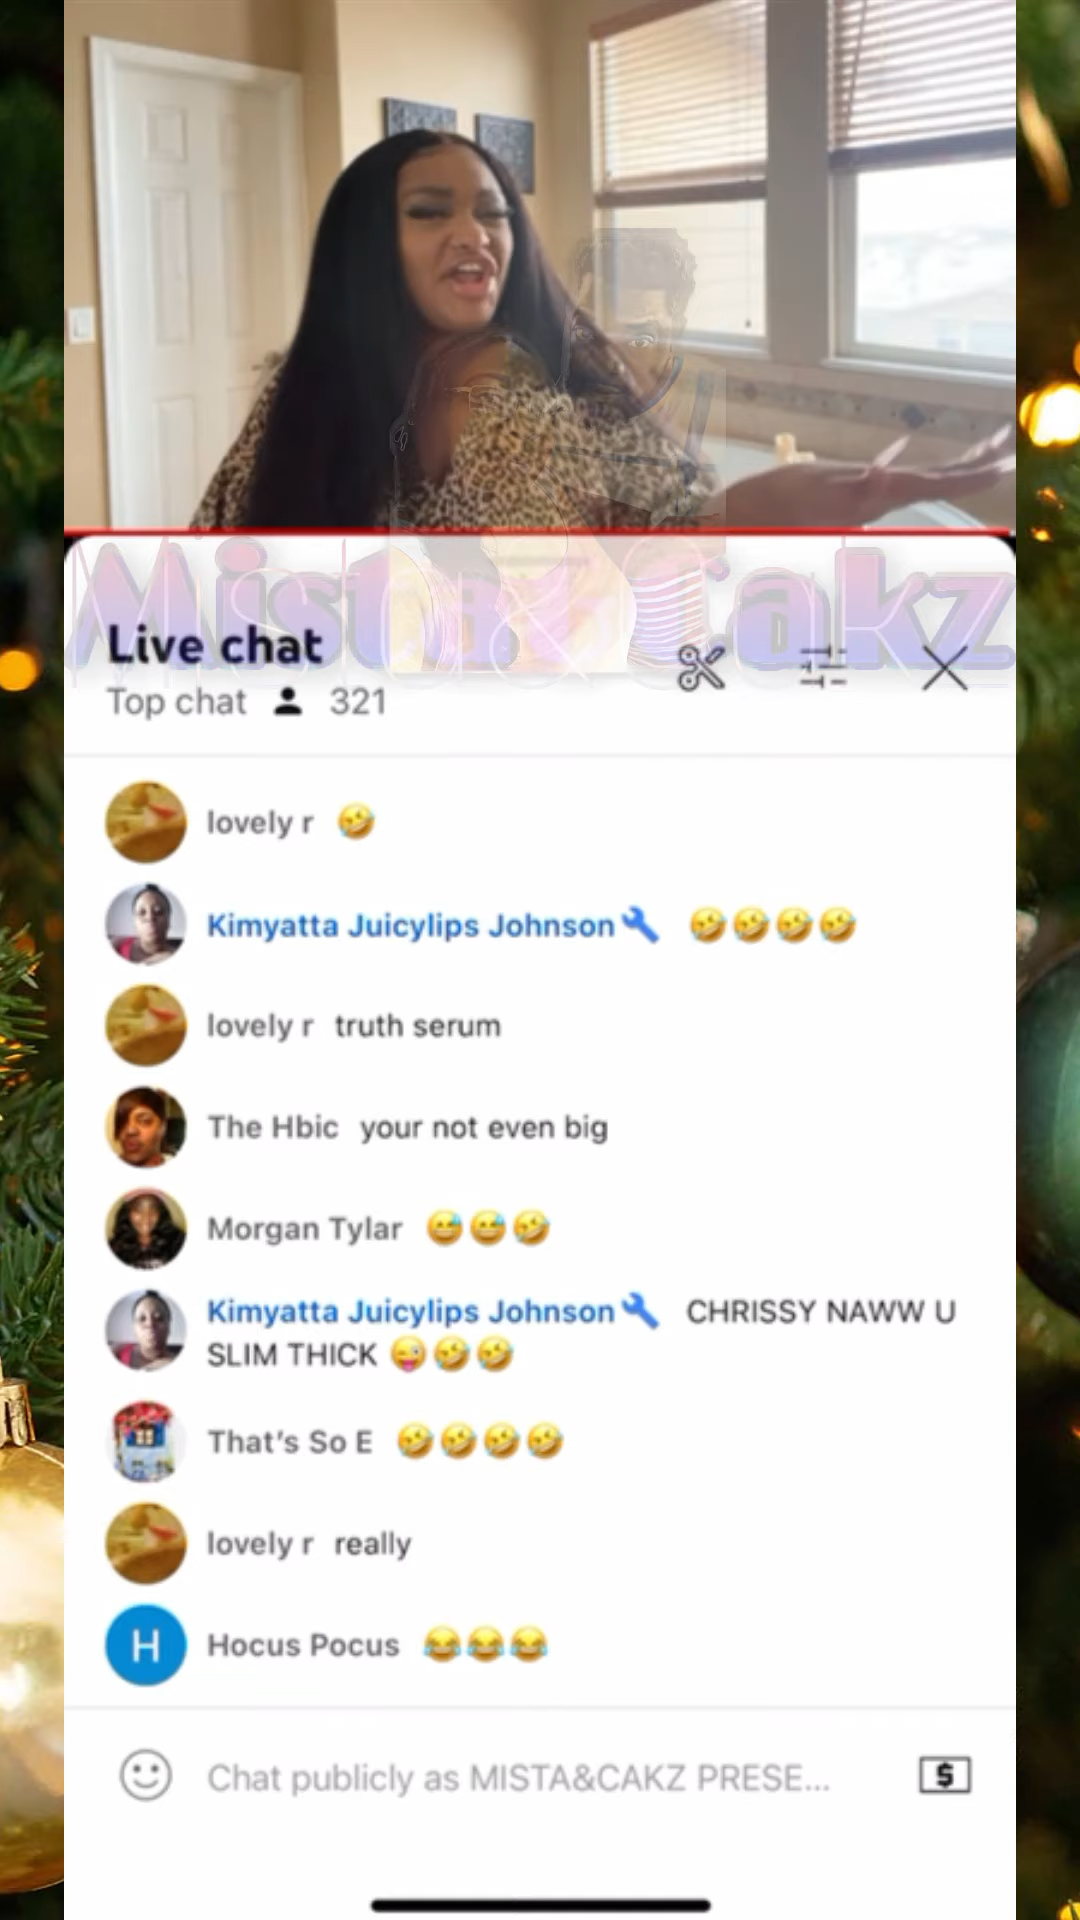 Mista&Cakz
Live chat
Top chat 321
lovely r 🤣
Kimyatta Juicylips Johnson🔧 🤣🤣🤣🤣
lovely r truth serum
The Hbic your not even big
Morgan Tylar 😅😅🤣
Kimyatta Juicylips Johnson🔧 CHRISSY NAWW U
SLIM THICK 😜🤣🤣
That's So E 🤣🤣🤣🤣
lovely r really
H Hocus Pocus 😂😂😂
Chat publicly as MISTA&CAKZ PRESE...
$